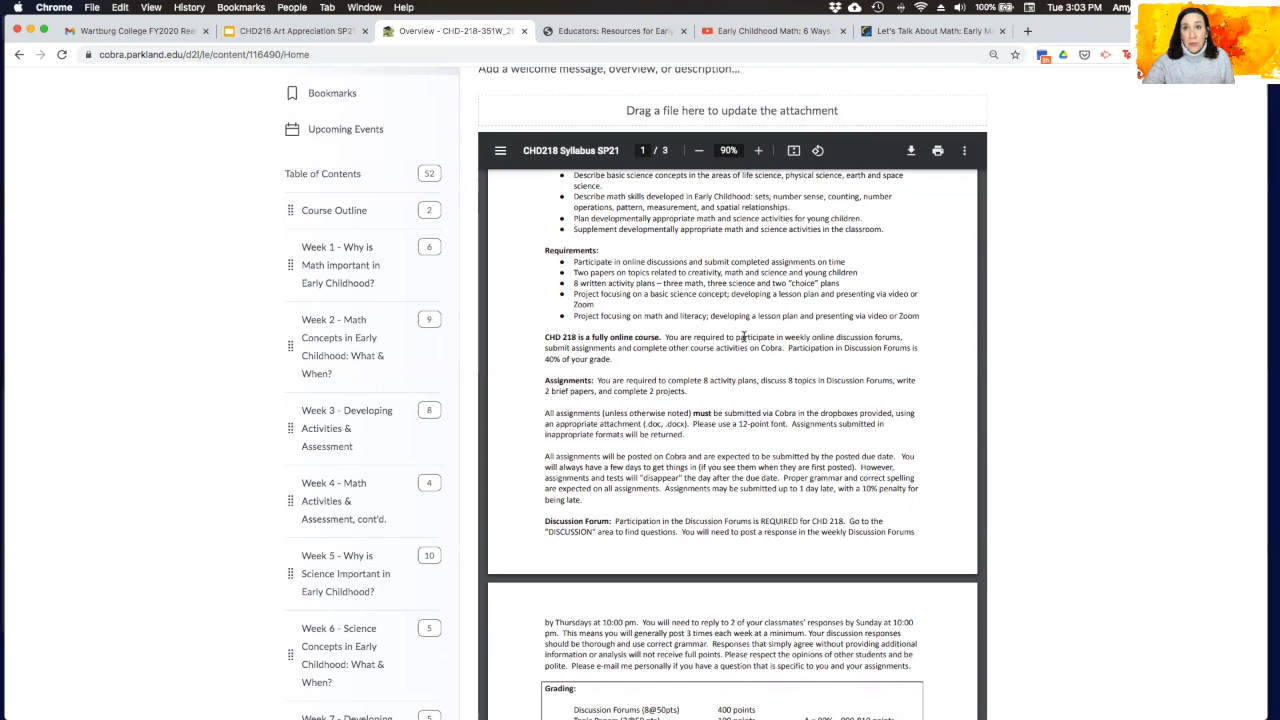 Chrome File Edit View History Bookmarks People Tab Window Help 100% Tue 3:03 PM Am
Wartburg College FY2020 Rea
CHD216 Art Appreciation SP21
Overview - CHD-218-351W_20
Educators: Resources for Early
Early Childhood Math: 6 Ways
Let's Talk About Math: Early M
cobra.parkland.edu/d2l/le/content/116490/Home
Add a welcome message, overview, or description...
Bookmarks
Upcoming Events
Table of Contents 52
Course Outline 2
Week 1 - Why is 6
Math important in
Early Childhood?
Week 2 - Math 9
Concepts in Early
Childhood: What &
When?
Week 3 - Developing 8
Activities &
Assessment
Week 4 - Math 4
Activities &
Assessment, cont'd.
Week 5 - Why is 10
Science Important in
Early Childhood?
Week 6 - Science 5
Concepts in Early
Childhood: What &
When?
Week 7 - Developing 5
Drag a file here to update the attachment
CHD218 Syllabus SP21 1 / 3 90%
• Describe basic science concepts in the areas of life science, physical science, earth and space
science.
• Describe math skills developed in Early Childhood: sets, number sense, counting, number
operations, pattern, measurement, and spatial relationships.
• Plan developmentally appropriate math and science activities for young children.
• Supplement developmentally appropriate math and science activities in the classroom.
Requirements:
• Participate in online discussions and submit completed assignments on time
• Two papers on topics related to creativity, math and science and young children
• 8 written activity plans – three math, three science and two "choice" plans
• Project focusing on a basic science concept; developing a lesson plan and presenting via video or
Zoom
• Project focusing on math and literacy; developing a lesson plan and presenting via video or Zoom
CHD 218 is a fully online course. You are required to participate in weekly online discussion forums,
submit assignments and complete other course activities on Cobra. Participation in Discussion Forums is
40% of your grade.
Assignments: You are required to complete 8 activity plans, discuss 8 topics in Discussion Forums, write
2 brief papers, and complete 2 projects.
All assignments (unless otherwise noted) must be submitted via Cobra in the dropboxes provided, using
an appropriate attachment (.doc, .docx). Please use a 12-point font. Assignments submitted in
inappropriate formats will be returned.
All assignments will be posted on Cobra and are expected to be submitted by the posted due date. You
will always have a few days to get things in (if you see them when they are first posted). However,
assignments and tests will "disappear" the day after the due date. Proper grammar and correct spelling
are expected on all assignments. Assignments may be submitted up to 1 day late, with a 10% penalty for
being late.
Discussion Forum: Participation in the Discussion Forums is REQUIRED for CHD 218. Go to the
"DISCUSSION" area to find questions. You will need to post a response in the weekly Discussion Forums
by Thursdays at 10:00 pm. You will need to reply to 2 of your classmates' responses by Sunday at 10:00
pm. This means you will generally post 3 times each week at a minimum. Your discussion responses
should be thorough and use correct grammar. Responses that simply agree without providing additional
information or analysis will not receive full points. Please respect the opinions of other students and be
polite. Please e-mail me personally if you have a question that is specific to you and your assignments.
Grading:
Discussion Forums (8@50pts) 400 points